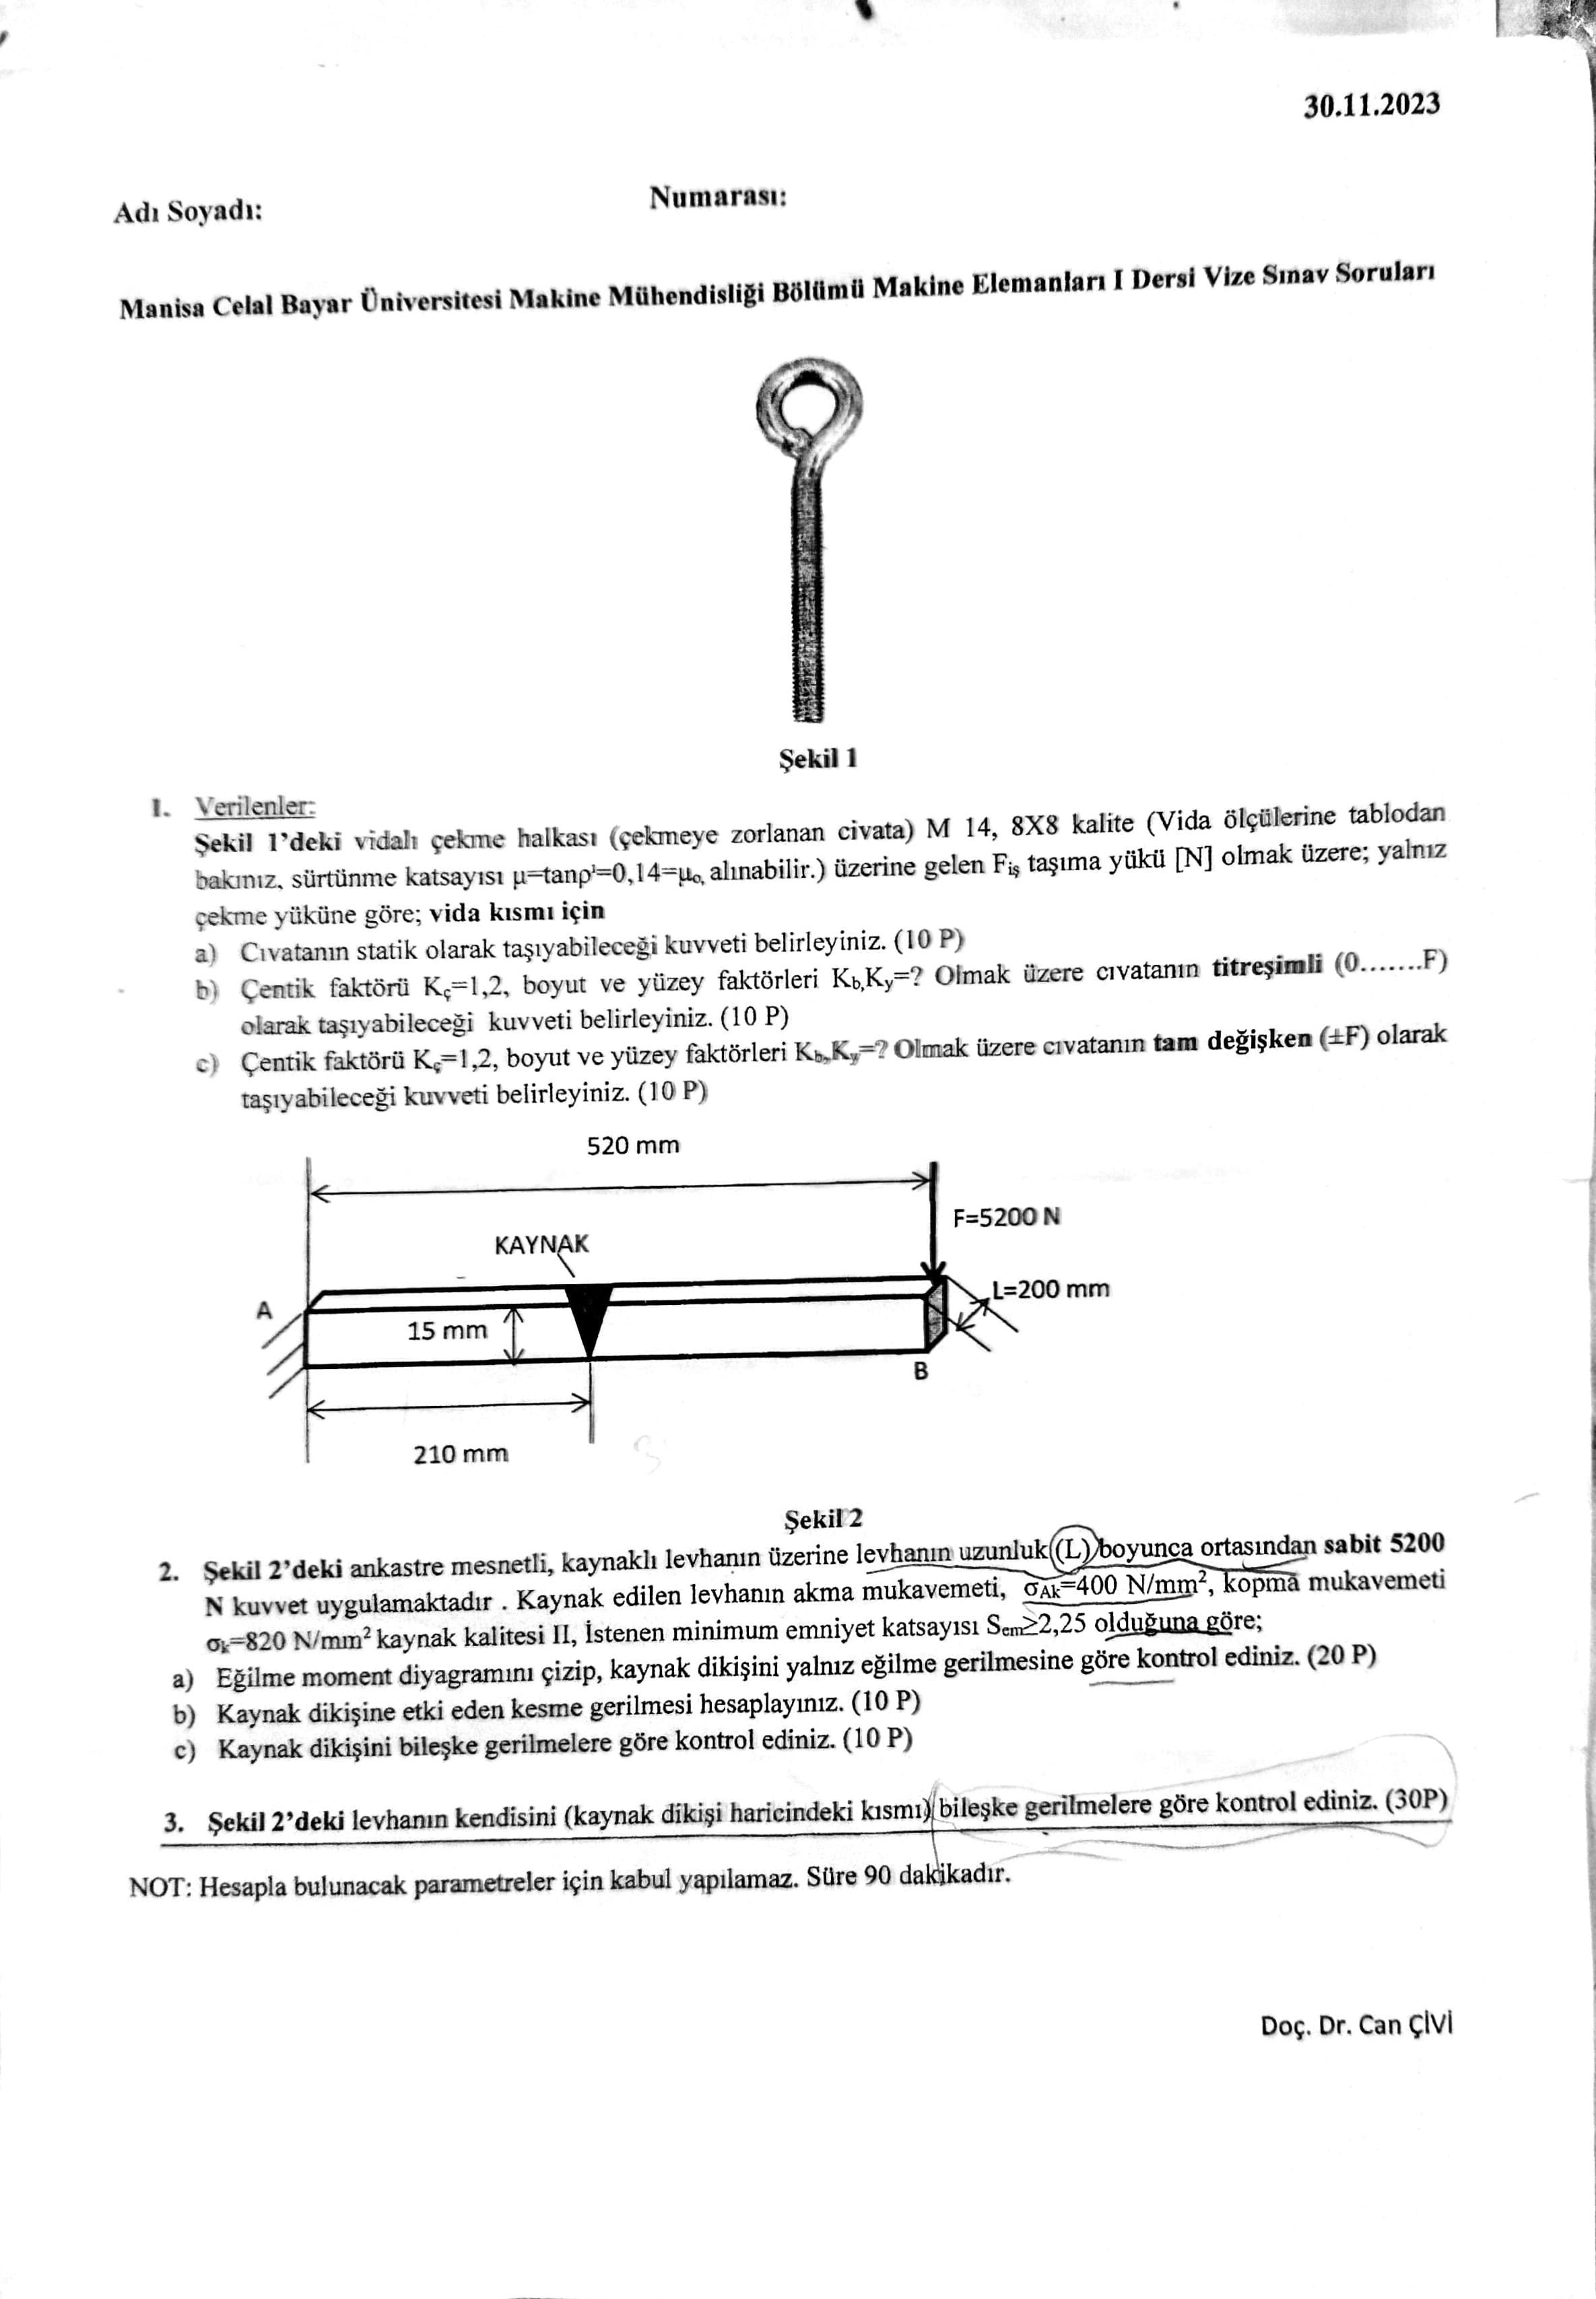 30.11.2023
Adı Soyadı:
Numarası:
Manisa Celal Bayar Üniversitesi Makine Mühendisliği Bölümü Makine Elemanları I Dersi Vize Sınav Soruları
Şekil 1
1. Verilenler:
Şekil 1'deki vidalı çekme halkası (çekmeye zorlanan civata) M 14, 8X8 kalite (Vida ölçülerine tablodan
bakınız, sürtünme katsayısı μ=tanρ'=0,14=μₒ, alınabilir.) üzerine gelen Fiş taşıma yükü [N] olmak üzere; yalnız
çekme yüküne göre; vida kısmı için
a) Cıvatanın statik olarak taşıyabileceği kuvveti belirleyiniz. (10 P)
b) Çentik faktörü Kç=1,2, boyut ve yüzey faktörleri Kb,Ky=? Olmak üzere cıvatanın titreşimli (0.......F)
olarak taşıyabileceği kuvveti belirleyiniz. (10 P)
c) Çentik faktörü Kç=1,2, boyut ve yüzey faktörleri Kb,Ky=? Olmak üzere cıvatanın tam değişken (±F) olarak
taşıyabileceği kuvveti belirleyiniz. (10 P)
520 mm
F=5200 N
KAYNAK
L=200 mm
A
15 mm
B
210 mm
Şekil 2
2. Şekil 2'deki ankastre mesnetli, kaynaklı levhanın üzerine levhanın uzunluk (L) boyunca ortasından sabit 5200
N kuvvet uygulamaktadır . Kaynak edilen levhanın akma mukavemeti, σAk=400 N/mm², kopma mukavemeti
σk=820 N/mm² kaynak kalitesi II, İstenen minimum emniyet katsayısı Sem≥2,25 olduğuna göre;
a) Eğilme moment diyagramını çizip, kaynak dikişini yalnız eğilme gerilmesine göre kontrol ediniz. (20 P)
b) Kaynak dikişine etki eden kesme gerilmesi hesaplayınız. (10 P)
c) Kaynak dikişini bileşke gerilmelere göre kontrol ediniz. (10 P)
3. Şekil 2'deki levhanın kendisini (kaynak dikişi haricindeki kısmı) bileşke gerilmelere göre kontrol ediniz. (30P)
NOT: Hesapla bulunacak parametreler için kabul yapılamaz. Süre 90 dakikadır.
Doç. Dr. Can ÇİVİ